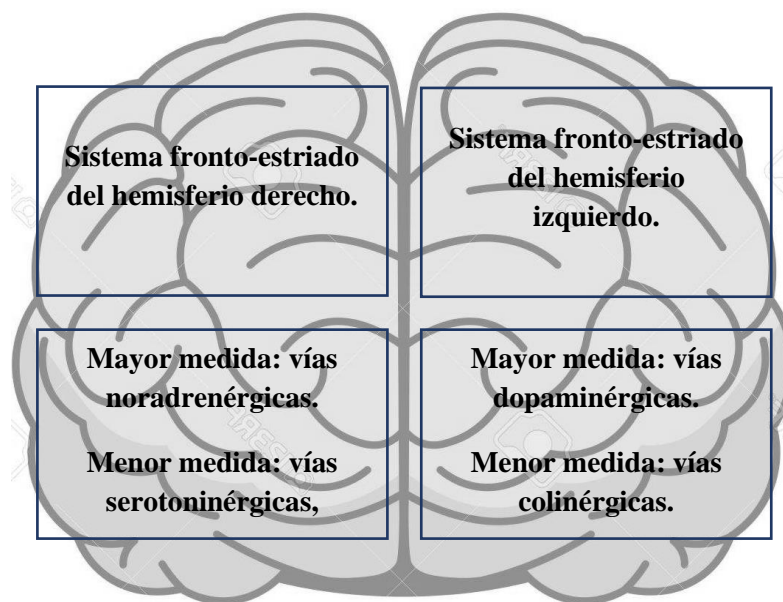 Sistema fronto-estriado
del hemisferio derecho.
Sistema fronto-estriado
del hemisferio
izquierdo.
Mayor medida: vías
noradrenérgicas.
Menor medida: vías
serotoninérgicas,
Mayor medida: vías
dopaminérgicas.
Menor medida: vías
colinérgicas.